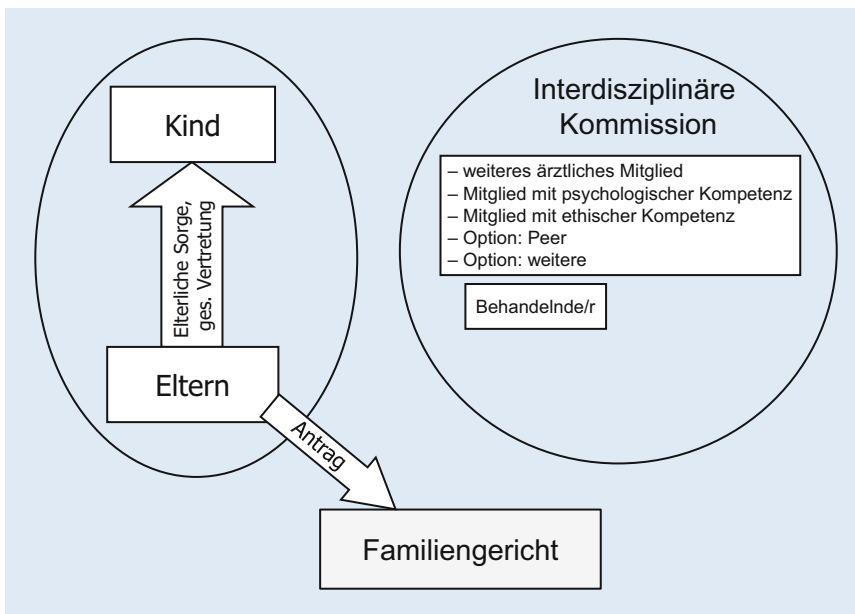 Kind
Elterliche Sorge,
ges. Vertretung
Eltern
Antrag
Familiengericht
Interdisziplinäre
Kommission
– weiteres ärztliches Mitglied
– Mitglied mit psychologischer Kompetenz
– Mitglied mit ethischer Kompetenz
– Option: Peer
– Option: weitere
Behandelnde/r